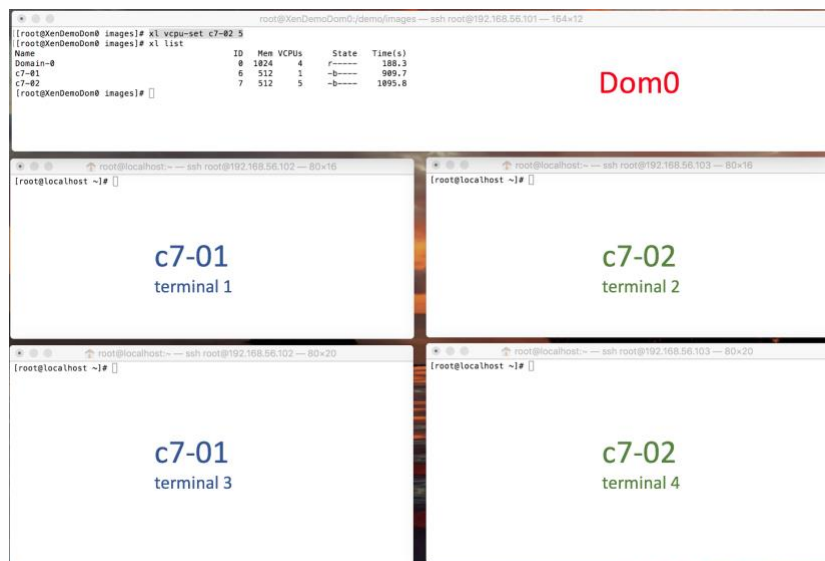 root@XenDemoDom0:/demo/images — ssh root@192.168.56.101 — 164×12
[root@XenDemoDom0 images]# xl vcpu-set c7-02 5
[root@XenDemoDom0 images]# xl list
Name ID Mem VCPUs State Time(s)
Domain-0 0 1024 4 r----- 188.3
c7-01 6 512 1 -b---- 909.7
c7-02 7 512 5 -b---- 1095.8
[root@XenDemoDom0 images]#
Dom0
root@localhost:~ — ssh root@192.168.56.102 — 80×16
[root@localhost ~]#
c7-01
terminal 1
root@localhost:~ — ssh root@192.168.56.103 — 80×16
[root@localhost ~]#
c7-02
terminal 2
root@localhost:~ — ssh root@192.168.56.102 — 80×20
[root@localhost ~]#
c7-01
terminal 3
root@localhost:~ — ssh root@192.168.56.103 — 80×20
[root@localhost ~]#
c7-02
terminal 4